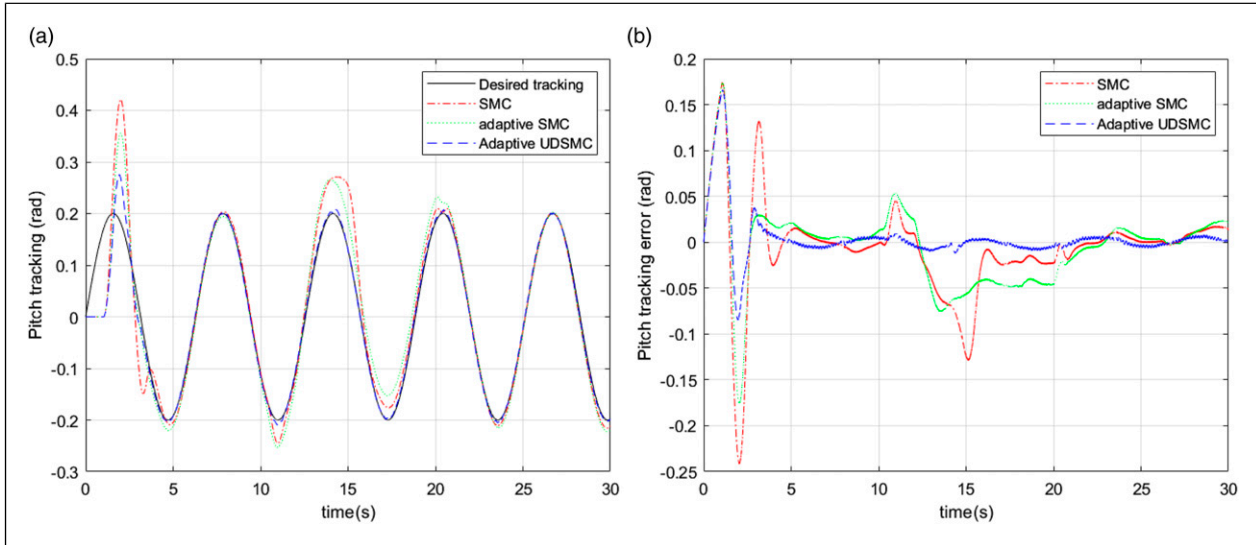 (a)
0.5
0.4
0.3
0.2
0.1
0
-0.1
-0.2
-0.3
Pitch tracking (rad)
Desired tracking
SMC
adaptive SMC
Adaptive UDSMC
0 5 10 15 20 25 30
time(s)
(b)
0.2
0.15
0.1
0.05
0
-0.05
-0.1
-0.15
-0.2
-0.25
Pitch tracking error (rad)
SMC
adaptive SMC
Adaptive UDSMC
0 5 10 15 20 25 30
time(s)